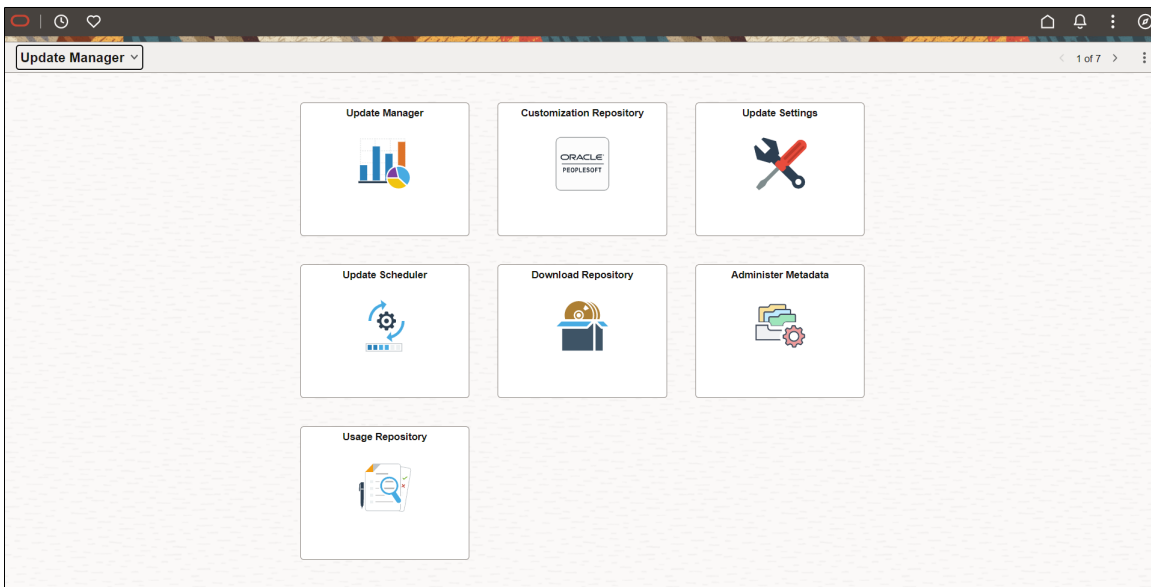 Update Manager
1 of 7
Update Manager
Customization Repository
Update Settings
ORACLE'
PEOPLESOFT
Update Scheduler
Download Repository
Administer Metadata
Usage Repository